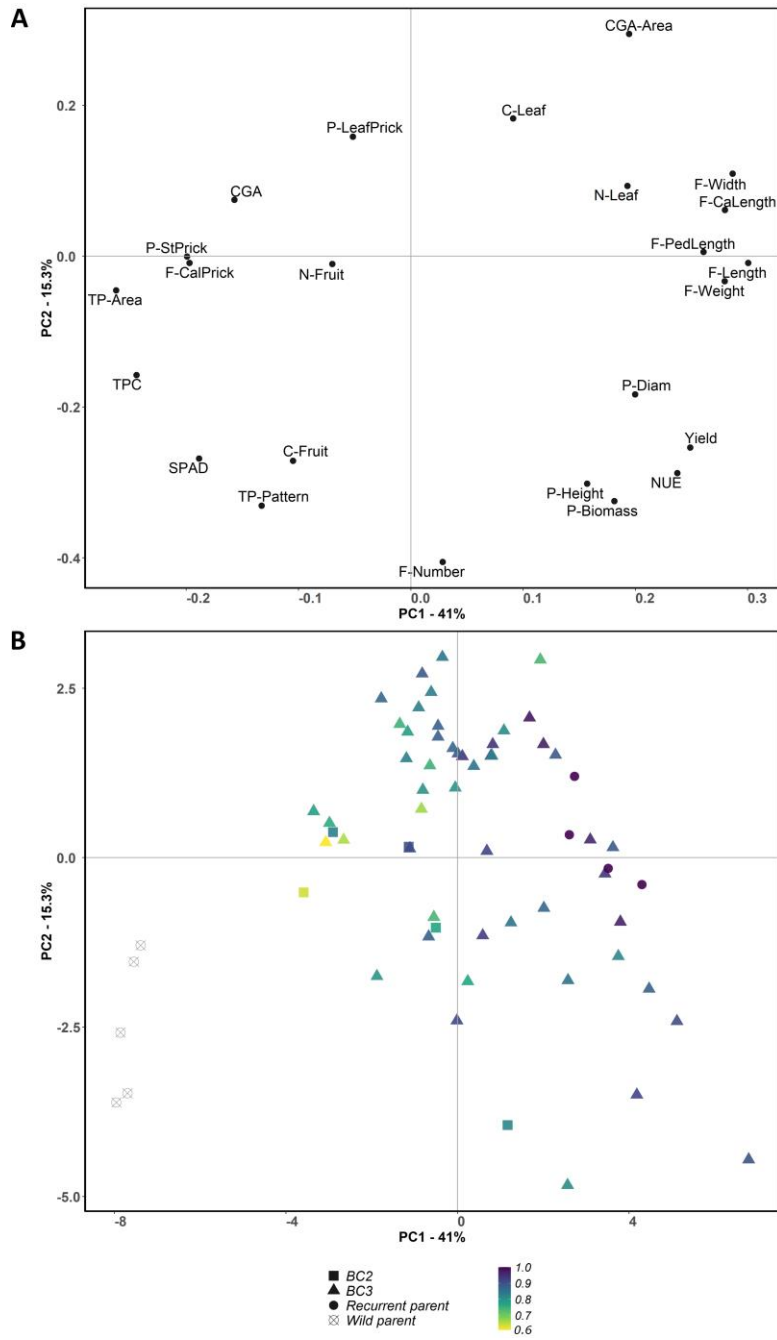 A
CGA-Area
0.2
C-Leaf
P-LeafPrick
CGA
N-Leaf
F-Width
F-CaLength
P-StPrick
F-CalPrick
N-Fruit
F-PedLength
0.0
F-Length
F-Weight
TP-Area
TPC
P-Diam
-0.2
SPAD
C-Fruit
Yield
TP-Pattern
P-Height
NUE
P-Biomass
F-Number
-0.4
PC2 - 15.3%
-0.2 -0.1 0.0 0.1 0.2 0.3
PC1 - 41%
B
2.5
0.0
-2.5
-5.0
PC2 - 15.3%
-8 -4 0 4
PC1 - 41%
BC2
BC3
Recurrent parent
Wild parent
1.0
0.9
0.8
0.7
0.6